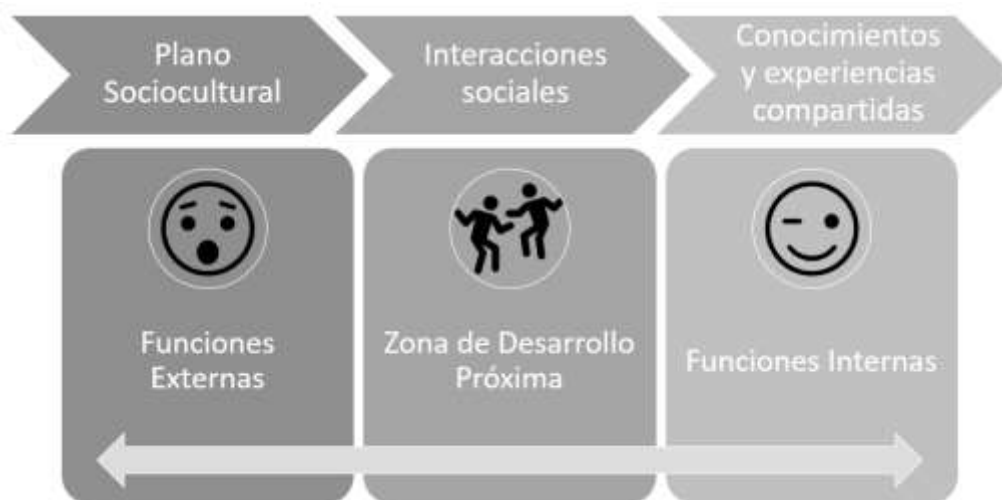 Plano
Sociocultural
Interacciones
sociales
Conocimientos
y experiencias
compartidas
Funciones
Externas
Zona de Desarrollo
Próxima
Funciones Internas